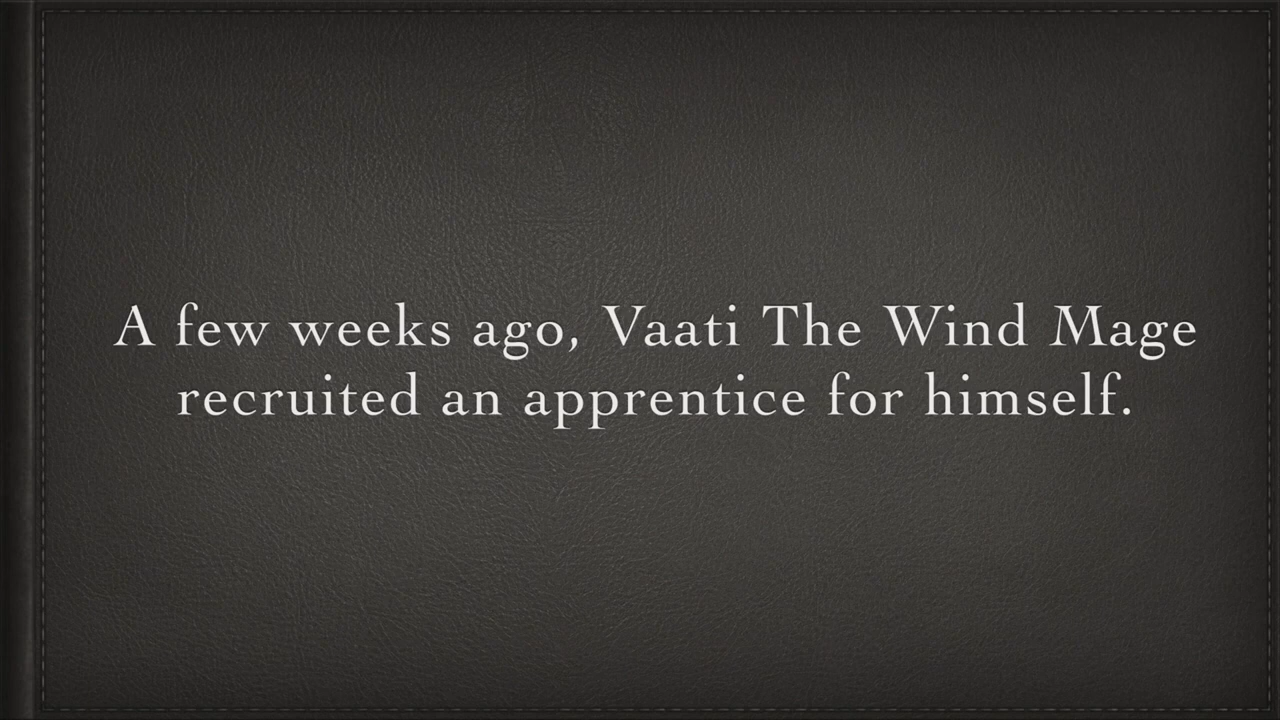 A few weeks ago, Vaati The Wind Mage
recruited an apprentice for himself.